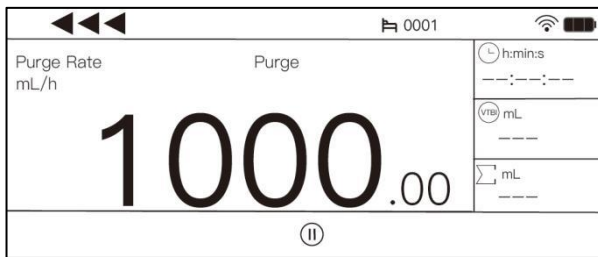 0001
Purge Rate
mL/h
Purge
1000.00
h:min:s
--:--:--
VTBI mL
---
mL
---